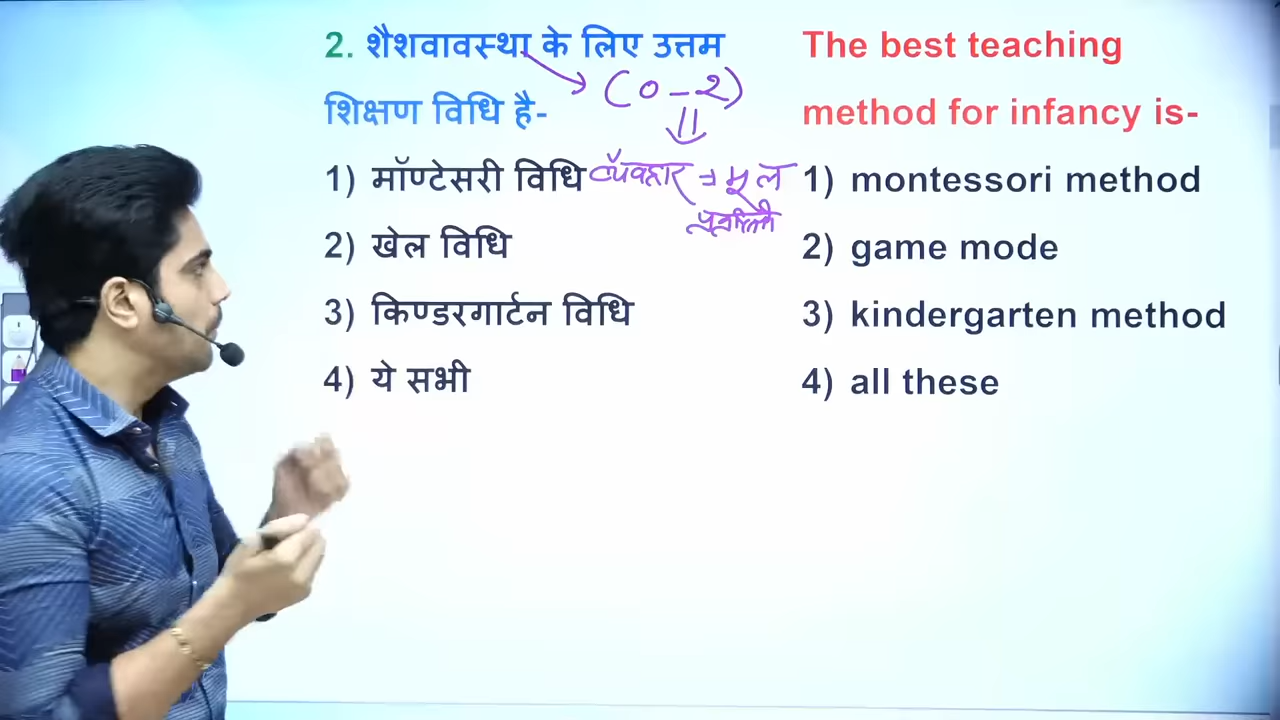 2. शैशवावस्था के लिए उत्तम
शिक्षण विधि है-
(0-2)
1) मॉण्टेसरी विधि
व्यवहार = मूल
2) खेल विधि
3) किण्डरगार्टन विधि
4) ये सभी
The best teaching
method for infancy is-
1) montessori method
2) game mode
3) kindergarten method
4) all these